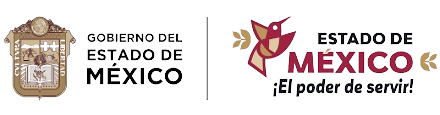 GOBIERNO DEL
ESTADO DE
MÉXICO
ESTADO DE
MÉXICO
¡El poder de servir!